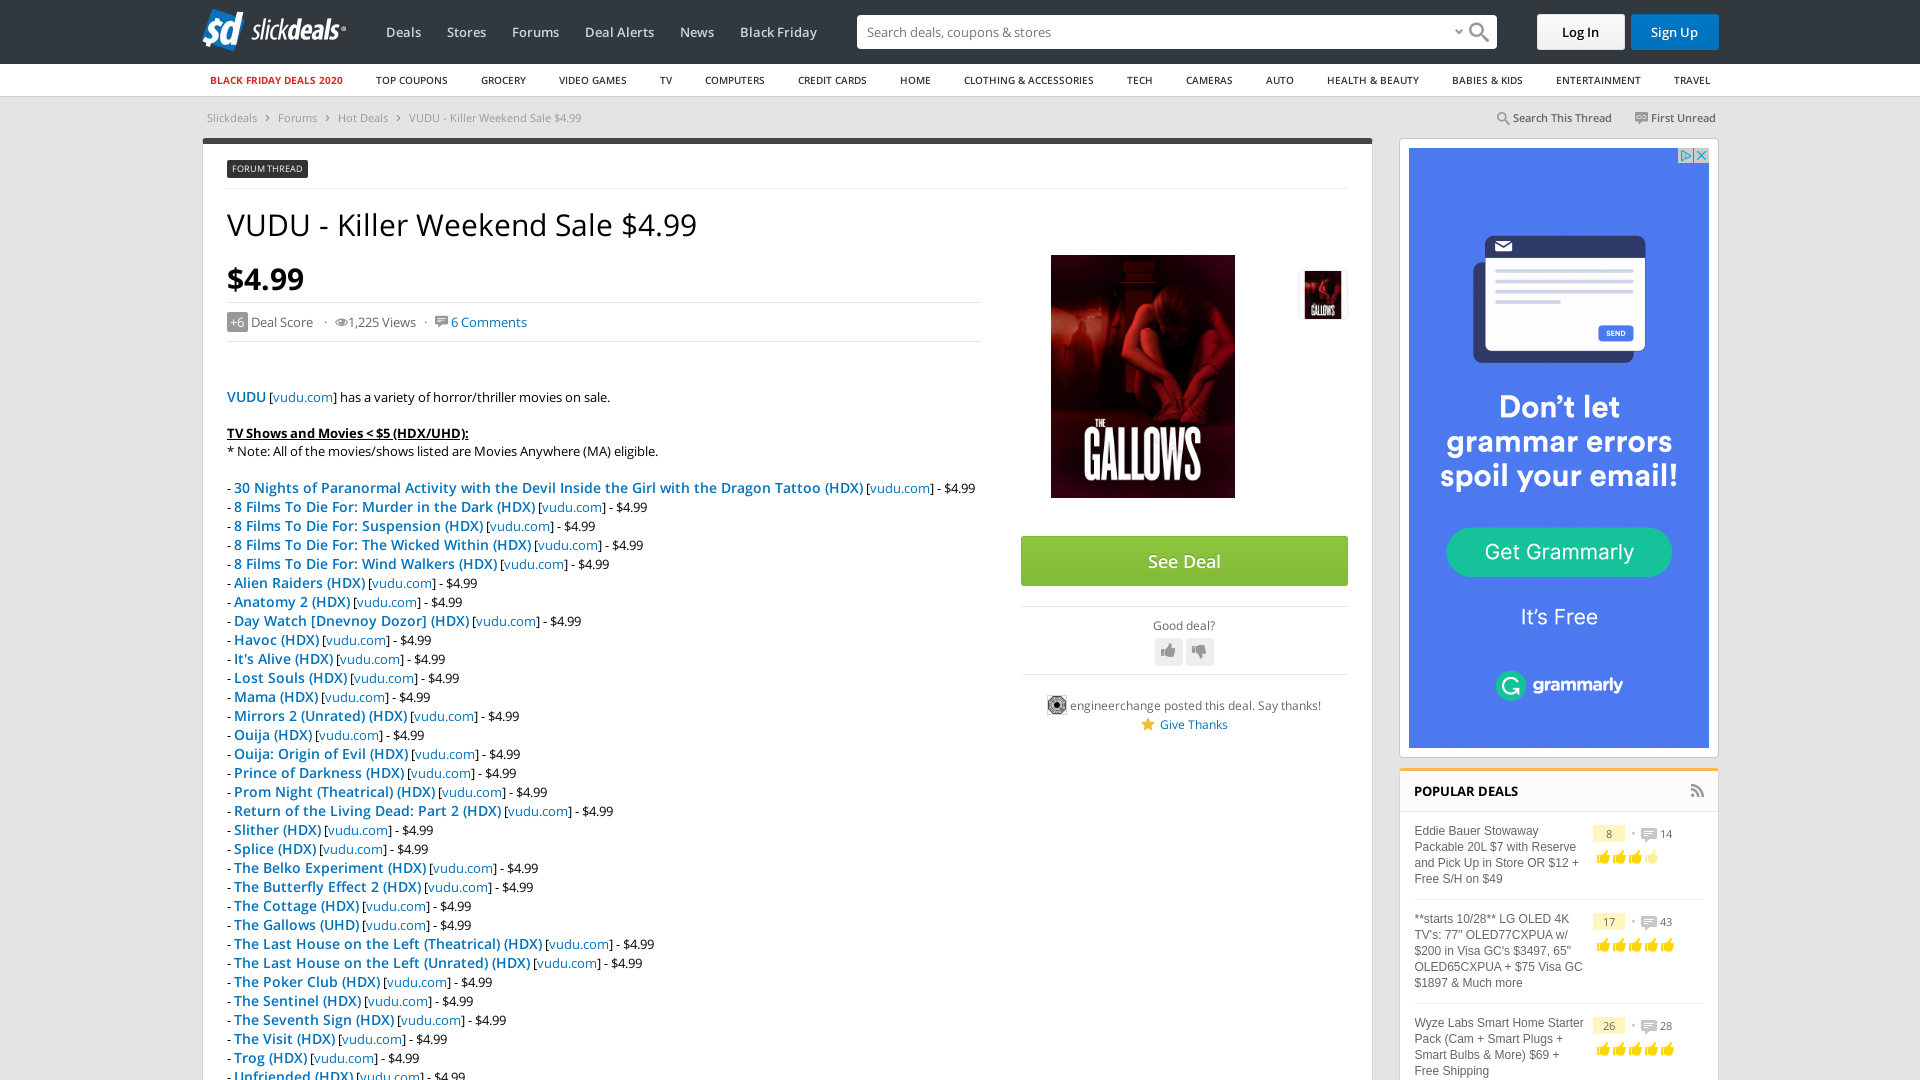 slickdeals
Deals
Stores
Forums
Deal Alerts
News
Black Friday
Search deals, coupons & stores
Log In
Sign Up
BLACK FRIDAY DEALS 2020
TOP COUPONS
GROCERY
VIDEO GAMES
TV
COMPUTERS
CREDIT CARDS
HOME
CLOTHING & ACCESSORIES
TECH
CAMERAS
AUTO
HEALTH & BEAUTY
BABIES & KIDS
ENTERTAINMENT
TRAVEL
Slickdeals › Forums › Hot Deals › VUDU - Killer Weekend Sale $4.99
Search This Thread
First Unread
FORUM THREAD
VUDU - Killer Weekend Sale $4.99
$4.99
+6 Deal Score · 1,225 Views · 6 Comments
VUDU [vudu.com] has a variety of horror/thriller movies on sale.
TV Shows and Movies < $5 (HDX/UHD):
* Note: All of the movies/shows listed are Movies Anywhere (MA) eligible.
- 30 Nights of Paranormal Activity with the Devil Inside the Girl with the Dragon Tattoo (HDX) [vudu.com] - $4.99
- 8 Films To Die For: Murder in the Dark (HDX) [vudu.com] - $4.99
- 8 Films To Die For: Suspension (HDX) [vudu.com] - $4.99
- 8 Films To Die For: The Wicked Within (HDX) [vudu.com] - $4.99
- 8 Films To Die For: Wind Walkers (HDX) [vudu.com] - $4.99
- Alien Raiders (HDX) [vudu.com] - $4.99
- Anatomy 2 (HDX) [vudu.com] - $4.99
- Day Watch [Dnevnoy Dozor] (HDX) [vudu.com] - $4.99
- Havoc (HDX) [vudu.com] - $4.99
- It's Alive (HDX) [vudu.com] - $4.99
- Lost Souls (HDX) [vudu.com] - $4.99
- Mama (HDX) [vudu.com] - $4.99
- Mirrors 2 (Unrated) (HDX) [vudu.com] - $4.99
- Ouija (HDX) [vudu.com] - $4.99
- Ouija: Origin of Evil (HDX) [vudu.com] - $4.99
- Prince of Darkness (HDX) [vudu.com] - $4.99
- Prom Night (Theatrical) (HDX) [vudu.com] - $4.99
- Return of the Living Dead: Part 2 (HDX) [vudu.com] - $4.99
- Slither (HDX) [vudu.com] - $4.99
- Splice (HDX) [vudu.com] - $4.99
- The Belko Experiment (HDX) [vudu.com] - $4.99
- The Butterfly Effect 2 (HDX) [vudu.com] - $4.99
- The Cottage (HDX) [vudu.com] - $4.99
- The Gallows (UHD) [vudu.com] - $4.99
- The Last House on the Left (Theatrical) (HDX) [vudu.com] - $4.99
- The Last House on the Left (Unrated) (HDX) [vudu.com] - $4.99
- The Poker Club (HDX) [vudu.com] - $4.99
- The Sentinel (HDX) [vudu.com] - $4.99
- The Seventh Sign (HDX) [vudu.com] - $4.99
- The Visit (HDX) [vudu.com] - $4.99
- Trog (HDX) [vudu.com] - $4.99
- Unfriended (HDX) [vudu.com] - $4.99
THE
GALLOWS
GALLOWS
See Deal
Good deal?
engineerchange posted this deal. Say thanks!
Give Thanks
SEND
Don't let
grammar errors
spoil your email!
Get Grammarly
It's Free
grammarly
POPULAR DEALS
Eddie Bauer Stowaway
Packable 20L $7 with Reserve
and Pick Up in Store OR $12 +
Free S/H on $49
8 • 14
**starts 10/28** LG OLED 4K
TV's: 77" OLED77CXPUA w/
$200 in Visa GC's $3497, 65"
OLED65CXPUA + $75 Visa GC
$1897 & Much more
17 • 43
Wyze Labs Smart Home Starter
Pack (Cam + Smart Plugs +
Smart Bulbs & More) $69 +
Free Shipping
26 • 28